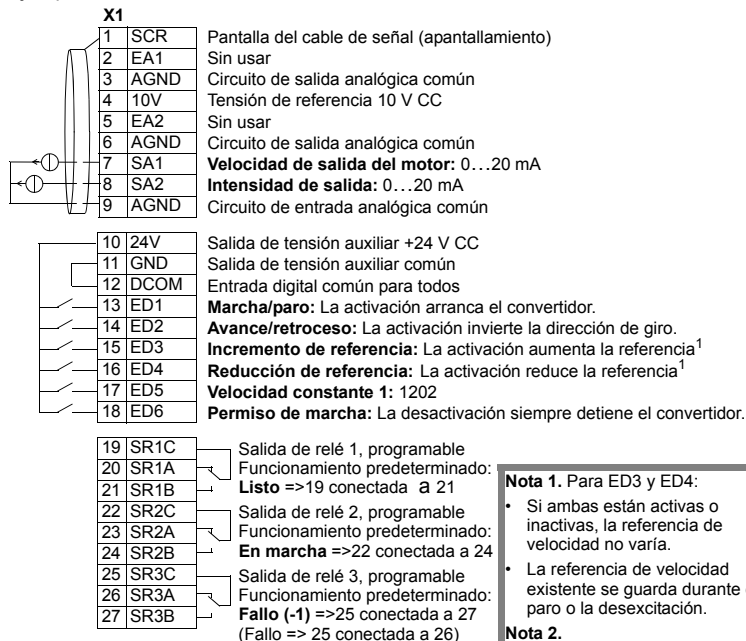 X1
1 SCR Pantalla del cable de señal (apantallamiento)
2 EA1 Sin usar
3 AGND Circuito de salida analógica común
4 10V Tensión de referencia 10 V CC
5 EA2 Sin usar
6 AGND Circuito de salida analógica común
7 SA1 Velocidad de salida del motor: 0…20 mA
8 SA2 Intensidad de salida: 0…20 mA
9 AGND Circuito de entrada analógica común
10 24V Salida de tensión auxiliar +24 V CC
11 GND Salida de tensión auxiliar común
12 DCOM Entrada digital común para todos
13 ED1 Marcha/paro: La activación arranca el convertidor.
14 ED2 Avance/retroceso: La activación invierte la dirección de giro.
15 ED3 Incremento de referencia: La activación aumenta la referencia1
16 ED4 Reducción de referencia: La activación reduce la referencia1
17 ED5 Velocidad constante 1: 1202
18 ED6 Permiso de marcha: La desactivación siempre detiene el convertidor.
19 SR1C Salida de relé 1, programable
20 SR1A Funcionamiento predeterminado:
21 SR1B Listo =>19 conectada a 21
22 SR2C Salida de relé 2, programable
23 SR2A Funcionamiento predeterminado:
24 SR2B En marcha =>22 conectada a 24
25 SR3C Salida de relé 3, programable
26 SR3A Funcionamiento predeterminado:
27 SR3B Fallo (-1) =>25 conectada a 27
(Fallo => 25 conectada a 26)
Nota 1. Para ED3 y ED4:
• Si ambas están activas o
inactivas, la referencia de
velocidad no varía.
• La referencia de velocidad
existente se guarda durante
paro o la desexcitación.
Nota 2.